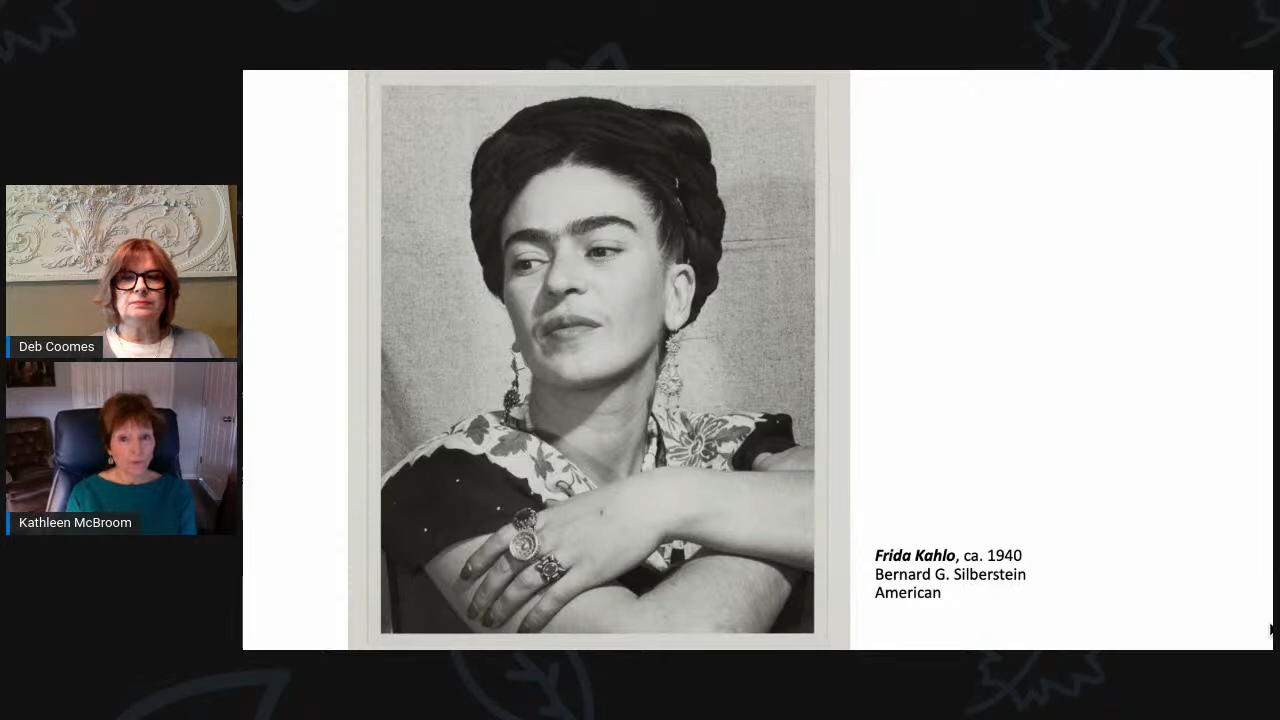 Deb Coomes
Kathleen McBroom
Frida Kahlo, ca. 1940
Bernard G. Silberstein
American